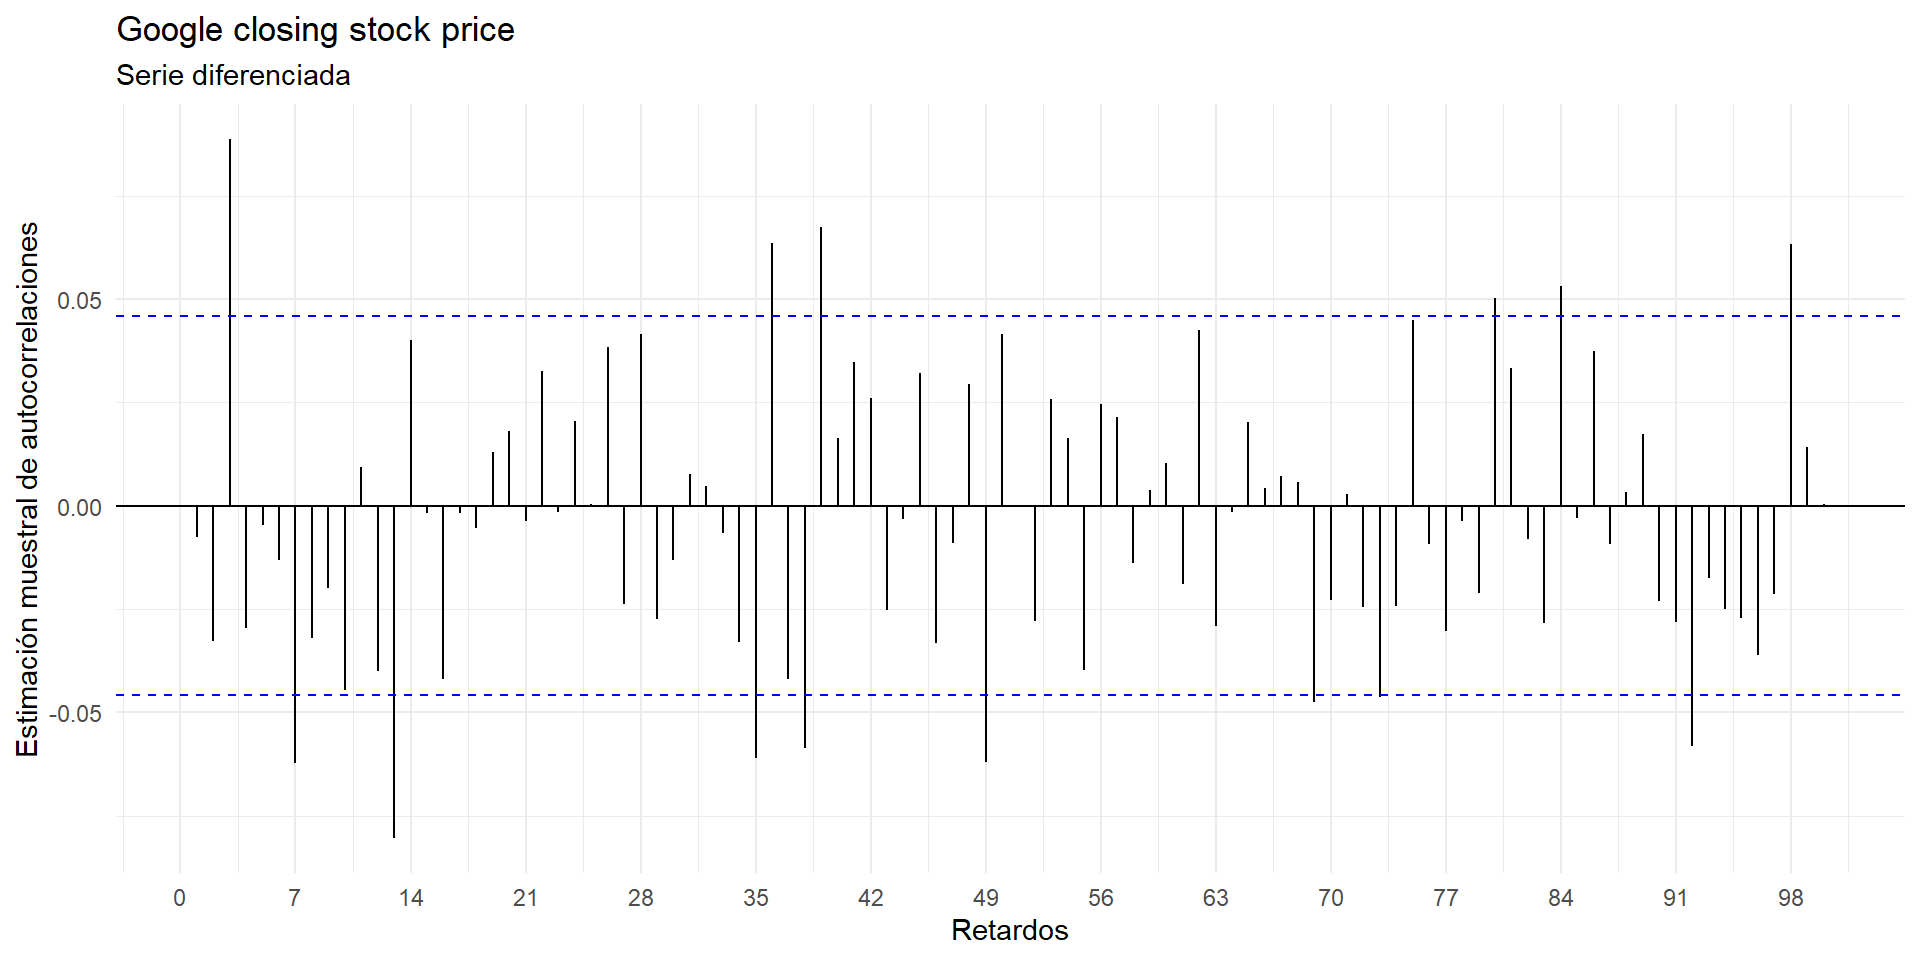 Google closing stock price
Serie diferenciada
Estimación muestral de autocorrelaciones
0.05
0.00
-0.05
0 7 14 21 28 35 42 49 56 63 70 77 84 91 98
Retardos